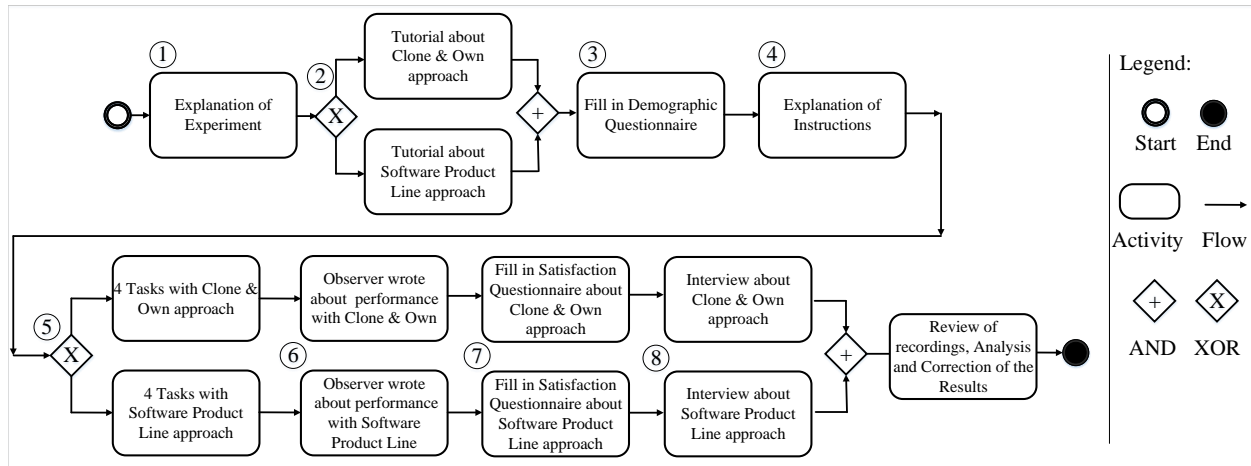 1
Explanation of
Experiment
2
X
Tutorial about
Clone & Own
approach
Tutorial about
Software Product
Line approach
+
3
Fill in Demographic
Questionnaire
4
Explanation of
Instructions
5
X
4 Tasks with Clone &
Own approach
Observer wrote
about performance
with Clone & Own
Fill in Satisfaction
Questionnaire about
Clone & Own
approach
Interview about
Clone & Own
approach
4 Tasks with
Software Product
Line approach
6
Observer wrote
about performance
with Software
Product Line
7
Fill in Satisfaction
Questionnaire about
Software Product
Line approach
8
Interview about
Software Product
Line approach
+
Review of
recordings, Analysis
and Correction of the
Results
Legend:
Start End
Activity Flow
+ X
AND XOR